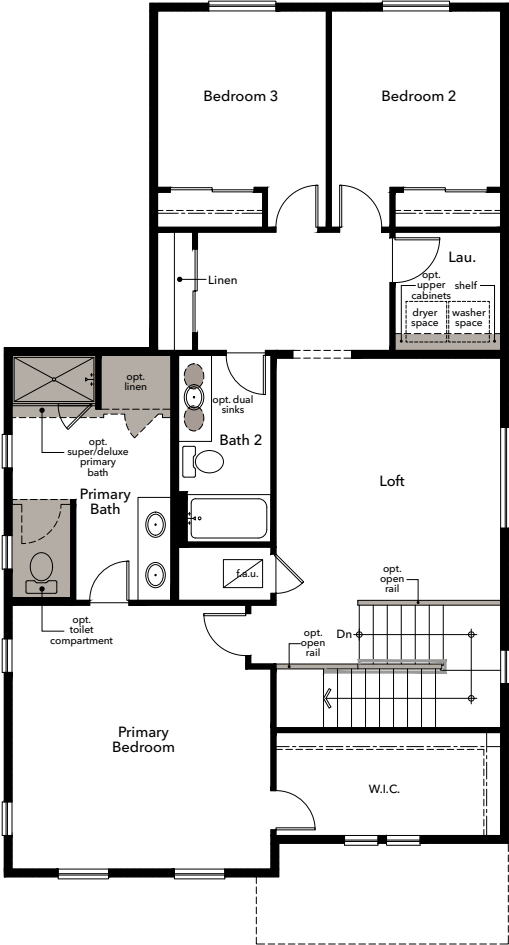 Bedroom 3
Bedroom 2
Lau.
opt.
upper
cabinets
shelf
Linen
dryer
space
washer
space
opt.
linen
opt. dual
sinks
opt.
super/deluxe
primary
bath
Bath 2
Primary
Bath
Loft
f.a.u.
opt.
open
rail
opt.
toilet
compartment
opt.
open
rail
Dn
Primary
Bedroom
W.I.C.